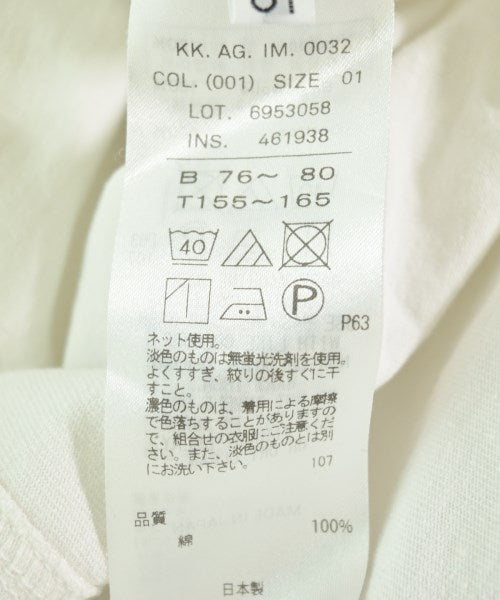 01
KK. AG. IM. 0032
COL. (001) SIZE 01
LOT. 6953058
INS. 461938
B 76～ 80
T155～165
40
P
P63
ネット使用。
淡色のものは無蛍光洗剤を使用。
よくすすぎ、絞りの後すぐに干
すこと。
濃色のものは、着用による摩擦
で色落ちすることがありますの
で、組合せの衣服にご注意くだ
さい。また、淡色のものとは別
にお洗い下さい。
107
品質
綿 100%
日本製